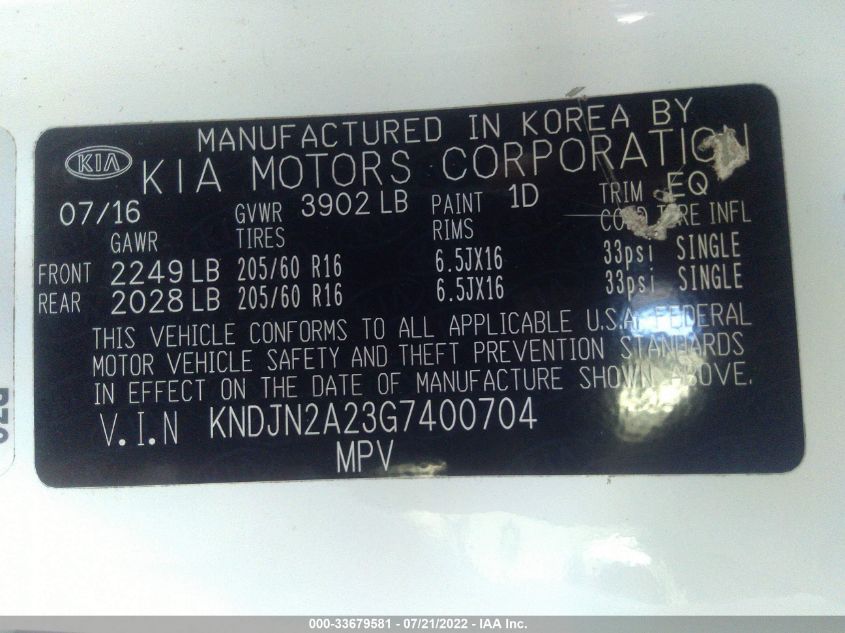 MANUFACTURED IN KOREA BY
KIA KIA MOTORS CORPORATION
07/16 GVWR 3902 LB PAINT 1D TRIM EQ
GAWR TIRES RIMS COLD TIRE INFL
FRONT 2249 LB 205/60 R16 6.5JX16 33psi SINGLE
REAR 2028 LB 205/60 R16 6.5JX16 33psi SINGLE
THIS VEHICLE CONFORMS TO ALL APPLICABLE U.S.A. FEDERAL
MOTOR VEHICLE SAFETY AND THEFT PREVENTION STANDARDS
IN EFFECT ON THE DATE OF MANUFACTURE SHOWN ABOVE.
V.I.N KNDJN2A23G7400704
MPV
000-33679581 - 07/21/2022 - IAA Inc.